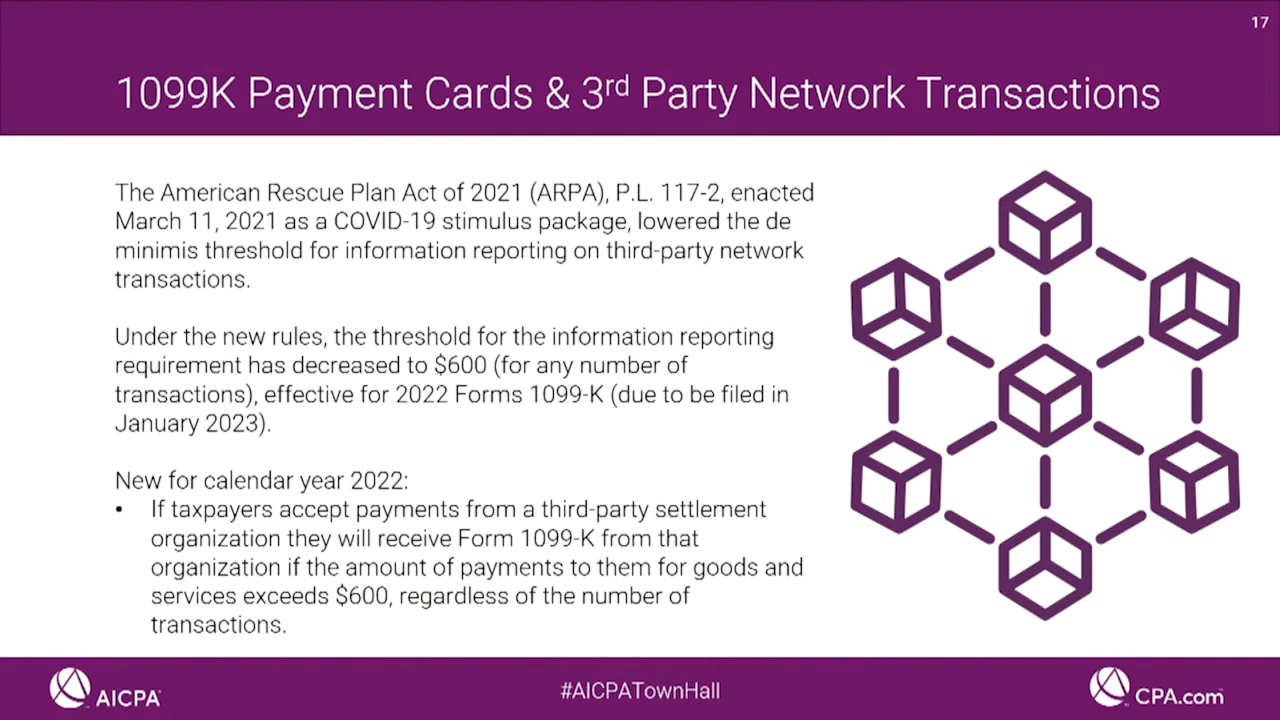 17
1099K Payment Cards & 3rd Party Network Transactions
The American Rescue Plan Act of 2021 (ARPA), P.L. 117-2, enacted
March 11, 2021 as a COVID-19 stimulus package, lowered the de
minimis threshold for information reporting on third-party network
transactions.
Under the new rules, the threshold for the information reporting
requirement has decreased to $600 (for any number of
transactions), effective for 2022 Forms 1099-K (due to be filed in
January 2023).
New for calendar year 2022:
• If taxpayers accept payments from a third-party settlement
organization they will receive Form 1099-K from that
organization if the amount of payments to them for goods and
services exceeds $600, regardless of the number of
transactions.
AICPA
#AICPATownHall
CPA.com